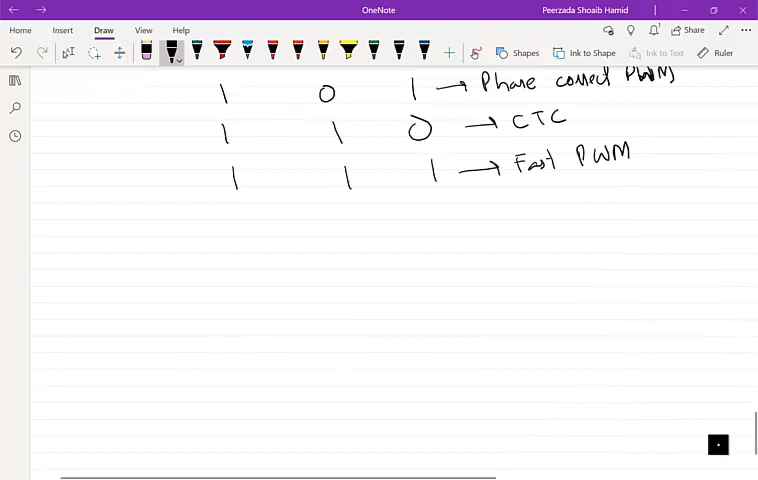 OneNote
Peerzada Shoaib Hamid
Home Insert Draw View Help
Share
Shapes Ink to Shape Ink to Text Ruler
1 0 1 → Phase correct PWM
1 1 0 → CTC
1 1 1 → Fast PWM